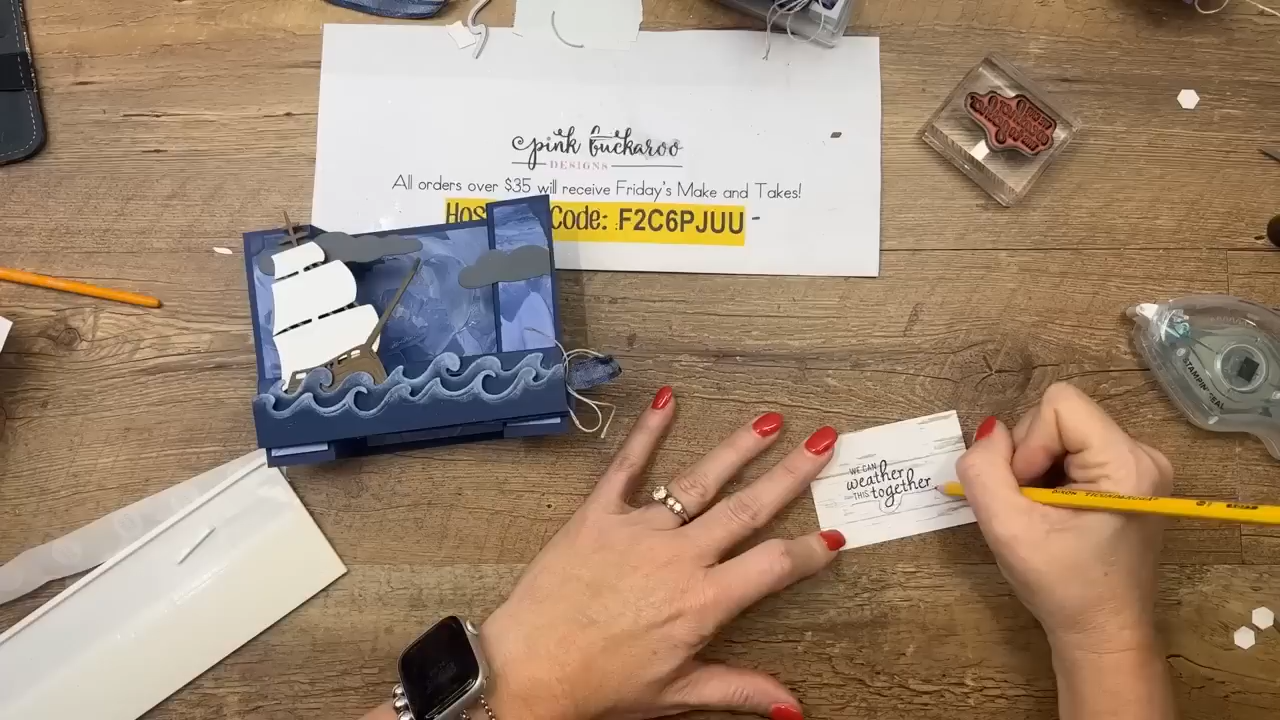 pink buckaroo
DESIGNS
All orders over $35 will receive Friday's Make and Takes!
Code: F2C6PJUU
WE CAN
weather
THIS together